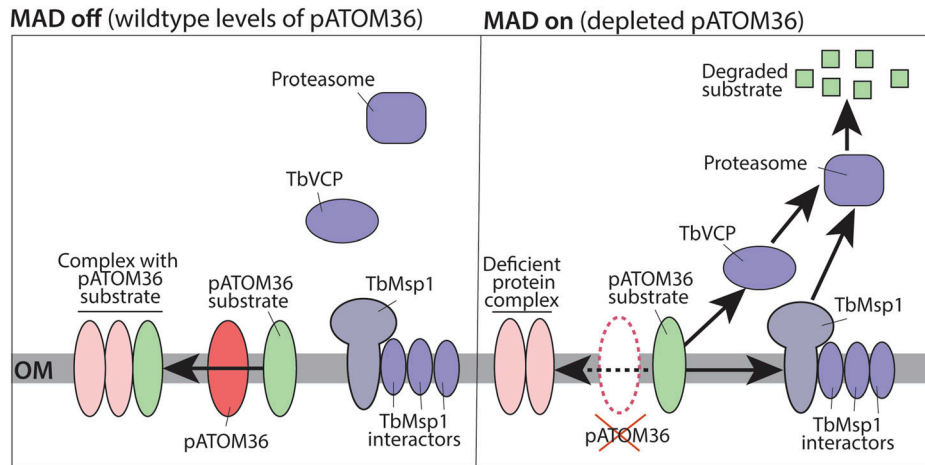 MAD off (wildtype levels of pATOM36)
Proteasome
TbVCP
Complex with
pATOM36
substrate
pATOM36
substrate
TbMsp1
OM
pATOM36
TbMsp1
interactors
MAD on (depleted pATOM36)
Degraded
substrate
Proteasome
TbVCP
Deficient
protein
complex
pATOM36
substrate
TbMsp1
pATOM36
TbMsp1
interactors